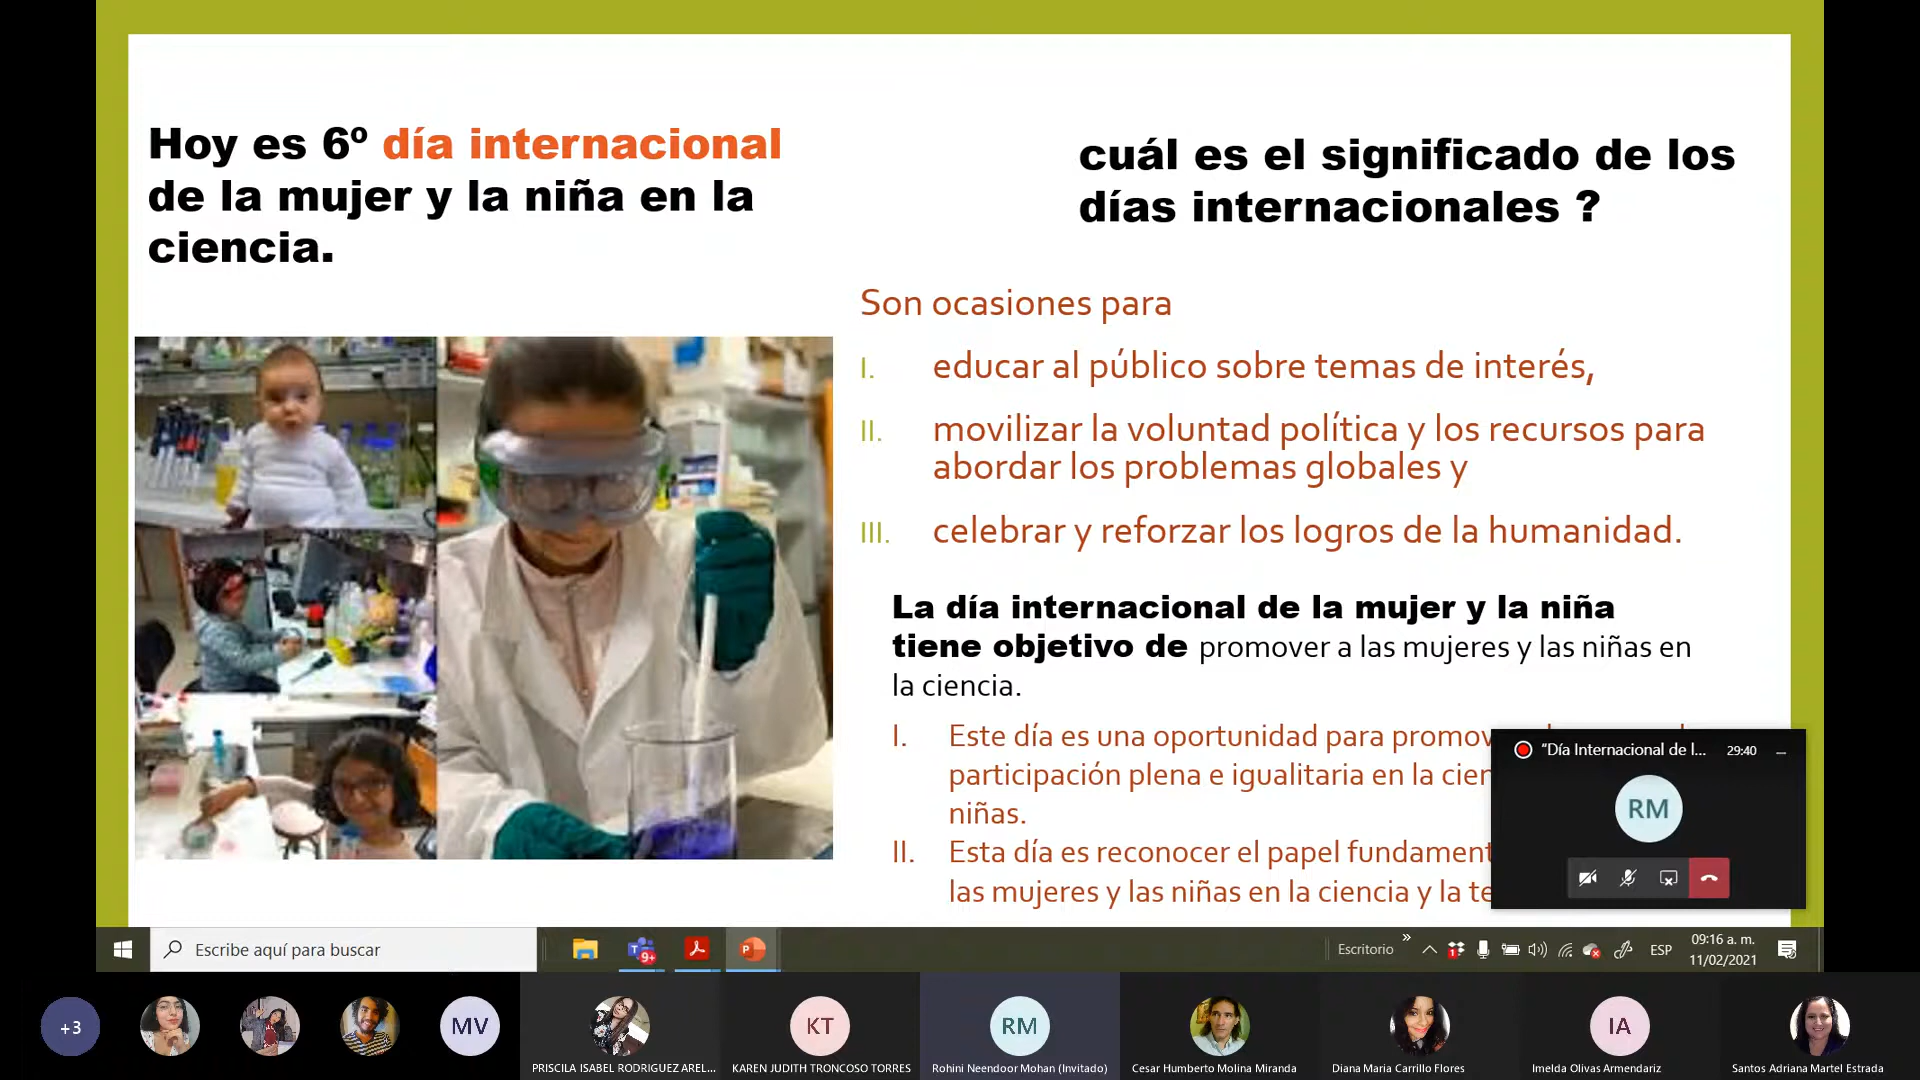 Hoy es 6º día internacional
de la mujer y la niña en la
ciencia.
cuál es el significado de los
días internacionales ?
Son ocasiones para
I. educar al público sobre temas de interés,
II. movilizar la voluntad política y los recursos para
abordar los problemas globales y
III. celebrar y reforzar los logros de la humanidad.
La día internacional de la mujer y la niña
tiene objetivo de promover a las mujeres y las niñas en
la ciencia.
I. Este día es una oportunidad para
participación plena e igualitaria en la
niñas.
II. Esta día es reconocer el papel
las mujeres y las niñas en la ciencia y la
“Día Internacional de l... 29:40
RM
Escribe aquí para buscar
9+
P
Escritorio
1
ESP
09:16 a. m.
11/02/2021
+3
MV
KT
RM
IA
PRISCILA ISABEL RODRIGUEZ AREL...
KAREN JUDITH TRONCOSO TORRES
Rohini Neendoor Mohan (Invitado)
Cesar Humberto Molina Miranda
Diana Maria Carrillo Flores
Imelda Olivas Armendariz
Santos Adriana Martel Estrada